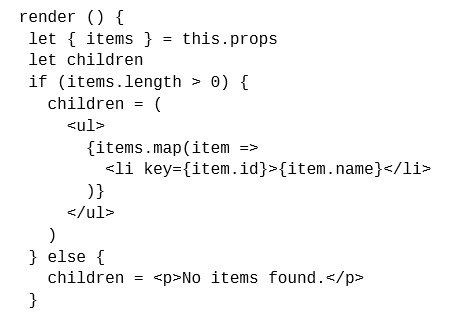 render () {
 let { items } = this.props
 let children
 if (items.length > 0) {
   children = (
     <ul>
       {items.map(item =>
         <li key={item.id}>{item.name}</li>
       )}
     </ul>
   )
 } else {
   children = <p>No items found.</p>
 }